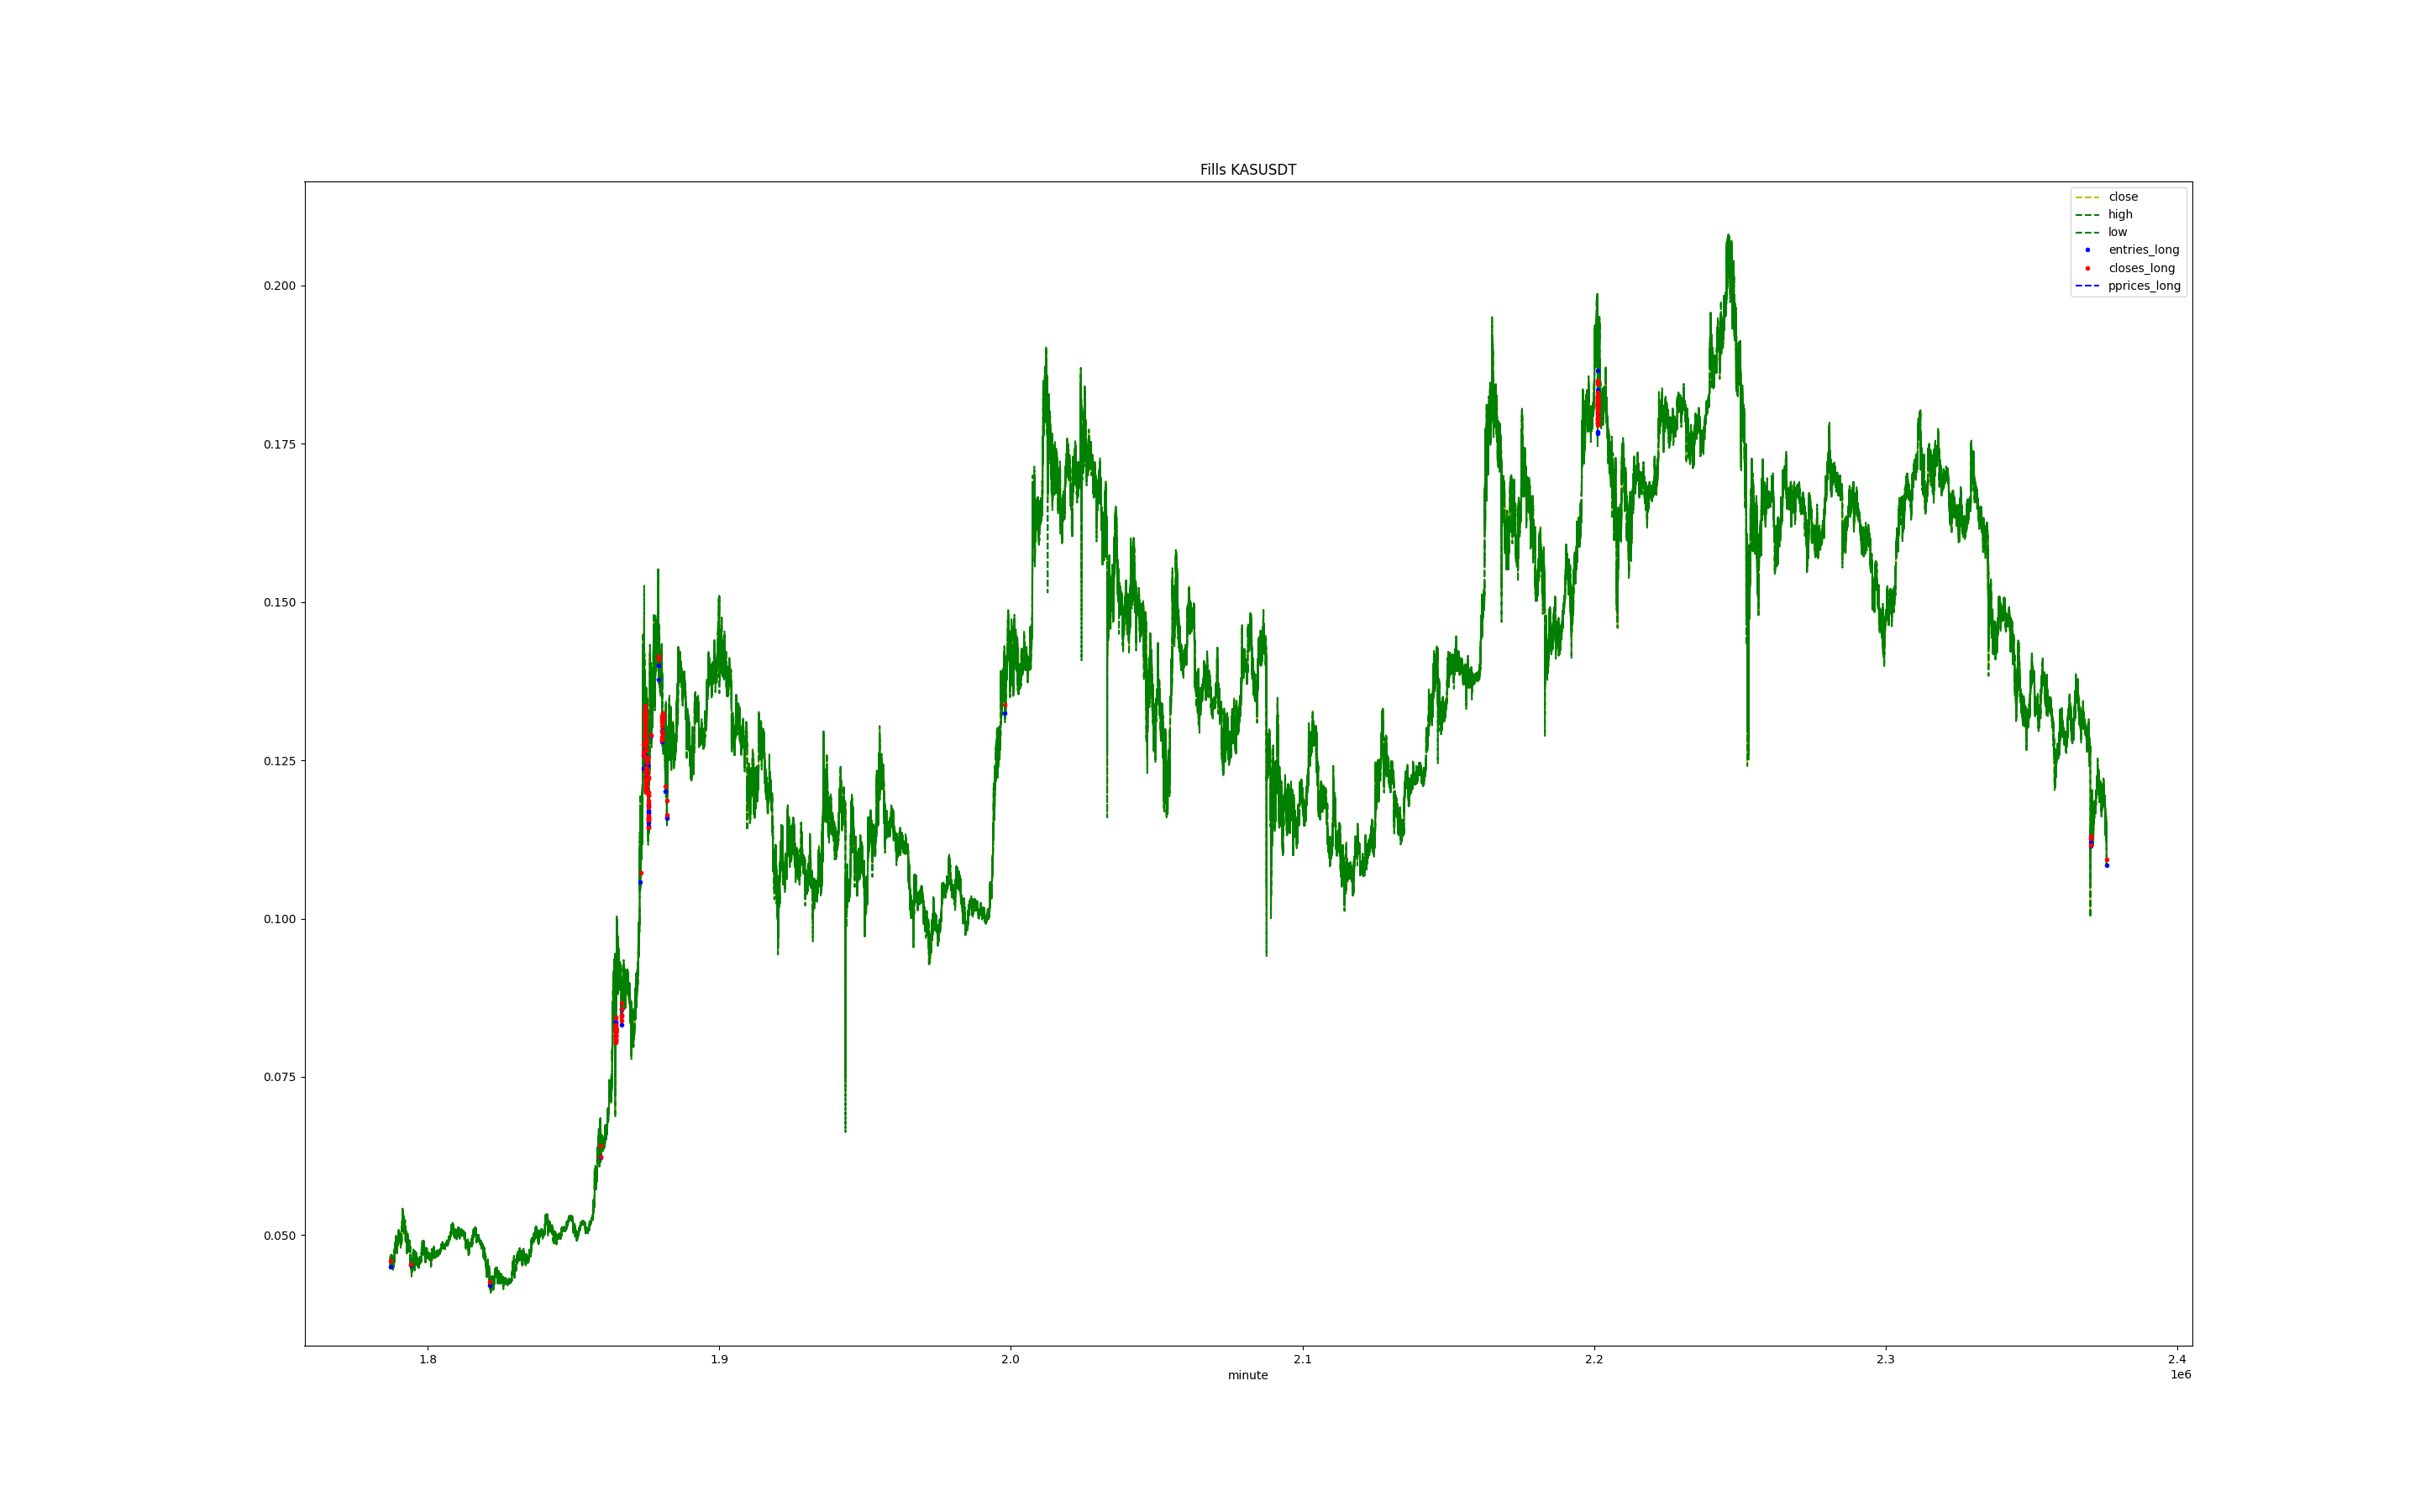 Fills KASUSDT
close
high
low
entries_long
closes_long
pprices_long
0.200
0.175
0.150
0.125
0.100
0.075
0.050
1.8 1.9 2.0 2.1 2.2 2.3 2.4
minute 1e6